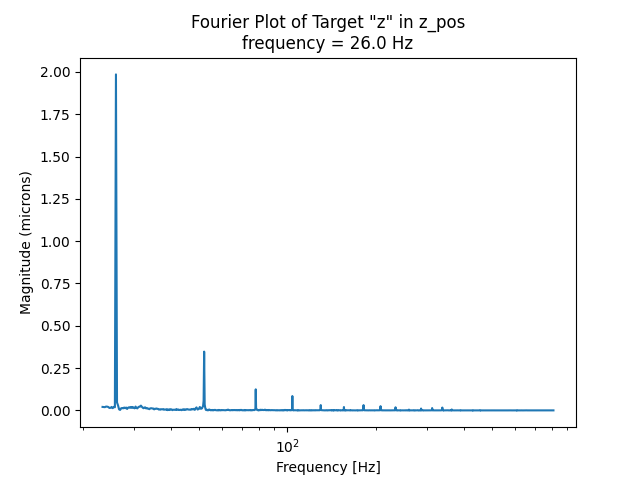 Fourier Plot of Target "z" in z_pos
frequency = 26.0 Hz
2.00
1.75
1.50
1.25
1.00
0.75
0.50
0.25
0.00
Magnitude (microns)
10²
Frequency [Hz]